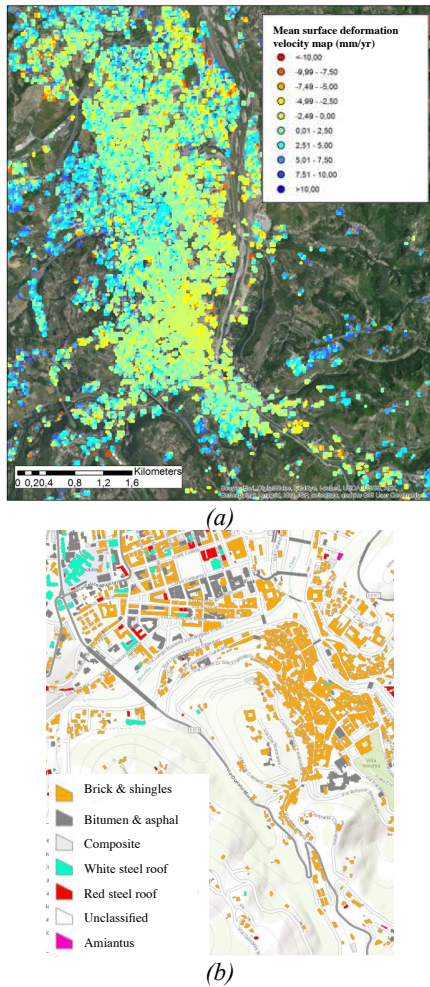 Mean surface deformation
velocity map (mm/yr)
<-10,00
-9,99 - -7,50
-7,49 - -5,00
-4,99 - -2,50
-2,49 - 0,00
0,01 - 2,50
2,51 - 5,00
5,01 - 7,50
7,51 - 10,00
>10,00
Kilometers
0 0,20,4 0,8 1,2 1,6
(a)
Brick & shingles
Bitumen & asphal
Composite
White steel roof
Red steel roof
Unclassified
Amiantus
(b)